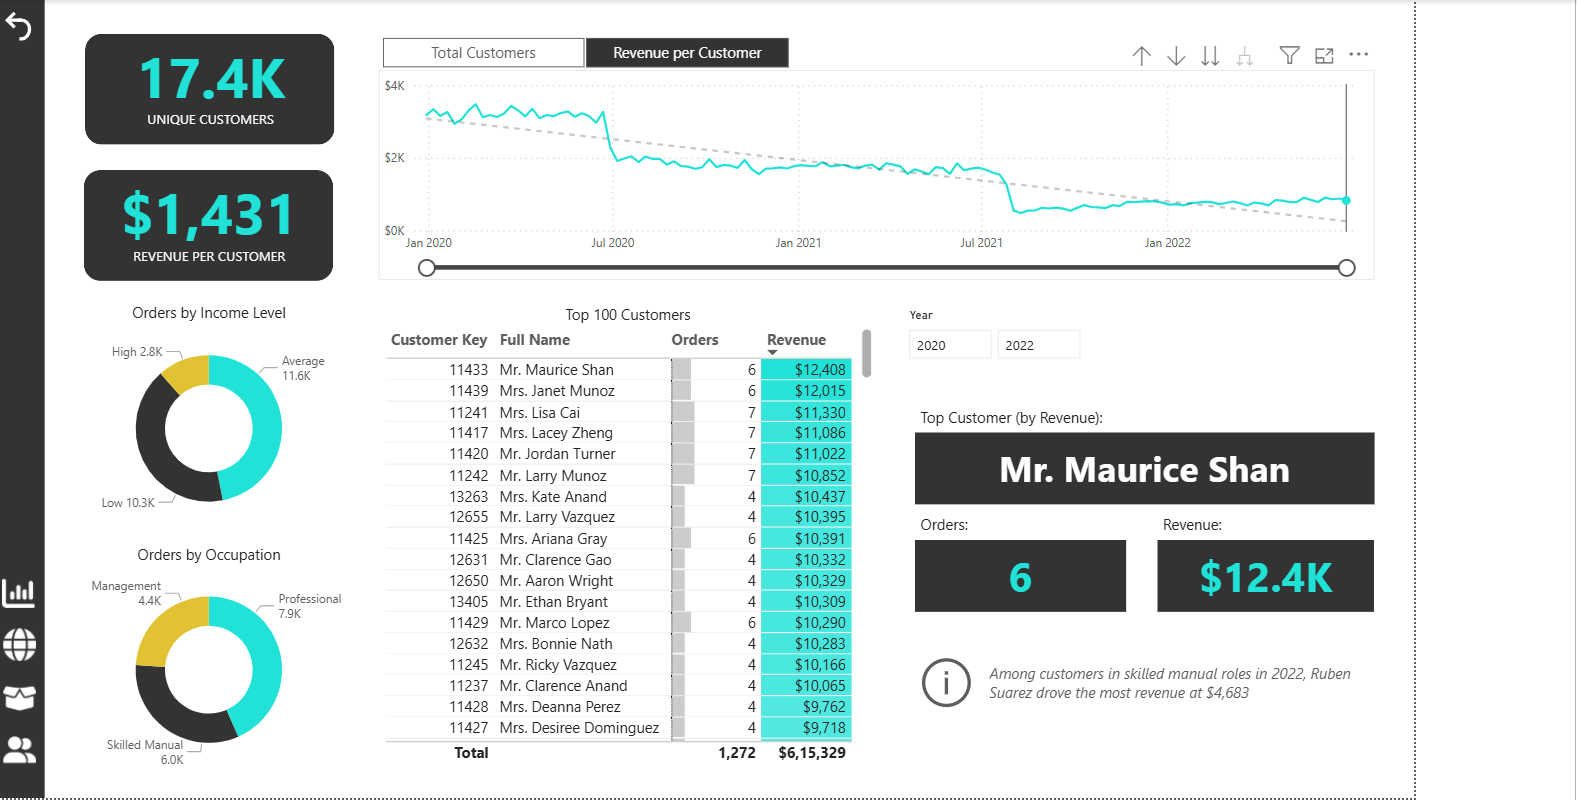 17.4K
UNIQUE CUSTOMERS
$1,431
REVENUE PER CUSTOMER
Total Customers
Revenue per Customer
$4K
$2K
$0K
Jan 2020
Jul 2020
Jan 2021
Jul 2021
Jan 2022
Orders by Income Level
High 2.8K
Average
11.6K
Low 10.3K
Orders by Occupation
Management
4.4K
Professional
7.9K
Skilled Manual
6.0K
Top 100 Customers
Customer Key Full Name Orders Revenue
11433 Mr. Maurice Shan 6 $12,408
11439 Mrs. Janet Munoz 6 $12,015
11241 Mrs. Lisa Cai 7 $11,330
11417 Mrs. Lacey Zheng 7 $11,086
11420 Mr. Jordan Turner 7 $11,022
11242 Mr. Larry Munoz 7 $10,852
13263 Mrs. Kate Anand 4 $10,437
12655 Mr. Larry Vazquez 4 $10,395
11425 Mrs. Ariana Gray 6 $10,391
12631 Mr. Clarence Gao 4 $10,332
12650 Mr. Aaron Wright 4 $10,329
13405 Mr. Ethan Bryant 4 $10,309
11429 Mr. Marco Lopez 6 $10,290
12632 Mrs. Bonnie Nath 4 $10,283
11245 Mr. Ricky Vazquez 4 $10,166
11237 Mr. Clarence Anand 4 $10,065
11428 Mrs. Deanna Perez 4 $9,762
11427 Mrs. Desiree Dominguez 4 $9,718
Total 1,272 $6,15,329
Year
2020
2022
Top Customer (by Revenue):
Mr. Maurice Shan
Orders:
6
Revenue:
$12.4K
Among customers in skilled manual roles in 2022, Ruben
Suarez drove the most revenue at $4,683